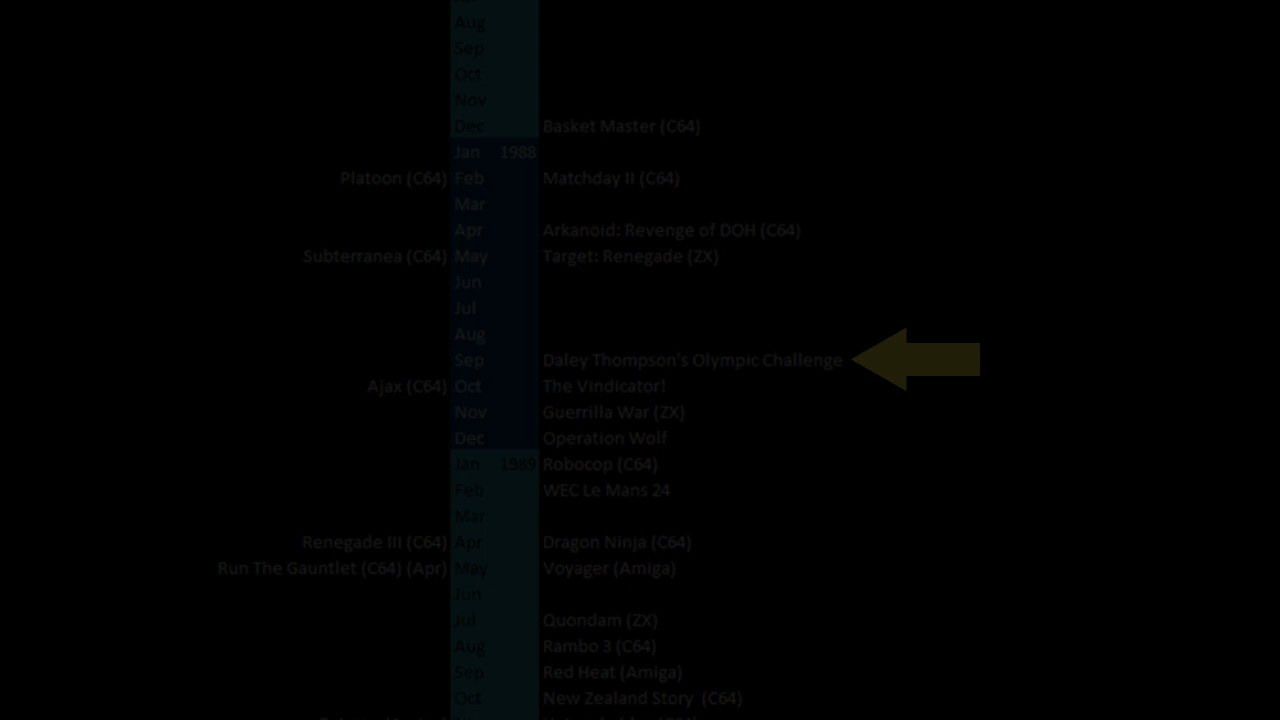 Aug
Sep
Oct
Nov
Dec Basket Master (C64)
Jan 1988
Platoon (C64) Feb Matchday II (C64)
Mar
Apr Arkanoid: Revenge of DOH (C64)
Subterranea (C64) May Target: Renegade (ZX)
Jun
Jul
Aug
Sep Daley Thompson's Olympic Challenge
Ajax (C64) Oct The Vindicator!
Nov Guerrilla War (ZX)
Dec Operation Wolf
Jan 1989 Robocop (C64)
Feb WEC Le Mans 24
Mar
Renegade III (C64) Apr Dragon Ninja (C64)
Run The Gauntlet (C64) (Apr) May Voyager (Amiga)
Jun
Jul Quondam (ZX)
Aug Rambo 3 (C64)
Sep Red Heat (Amiga)
Oct New Zealand Story (C64)